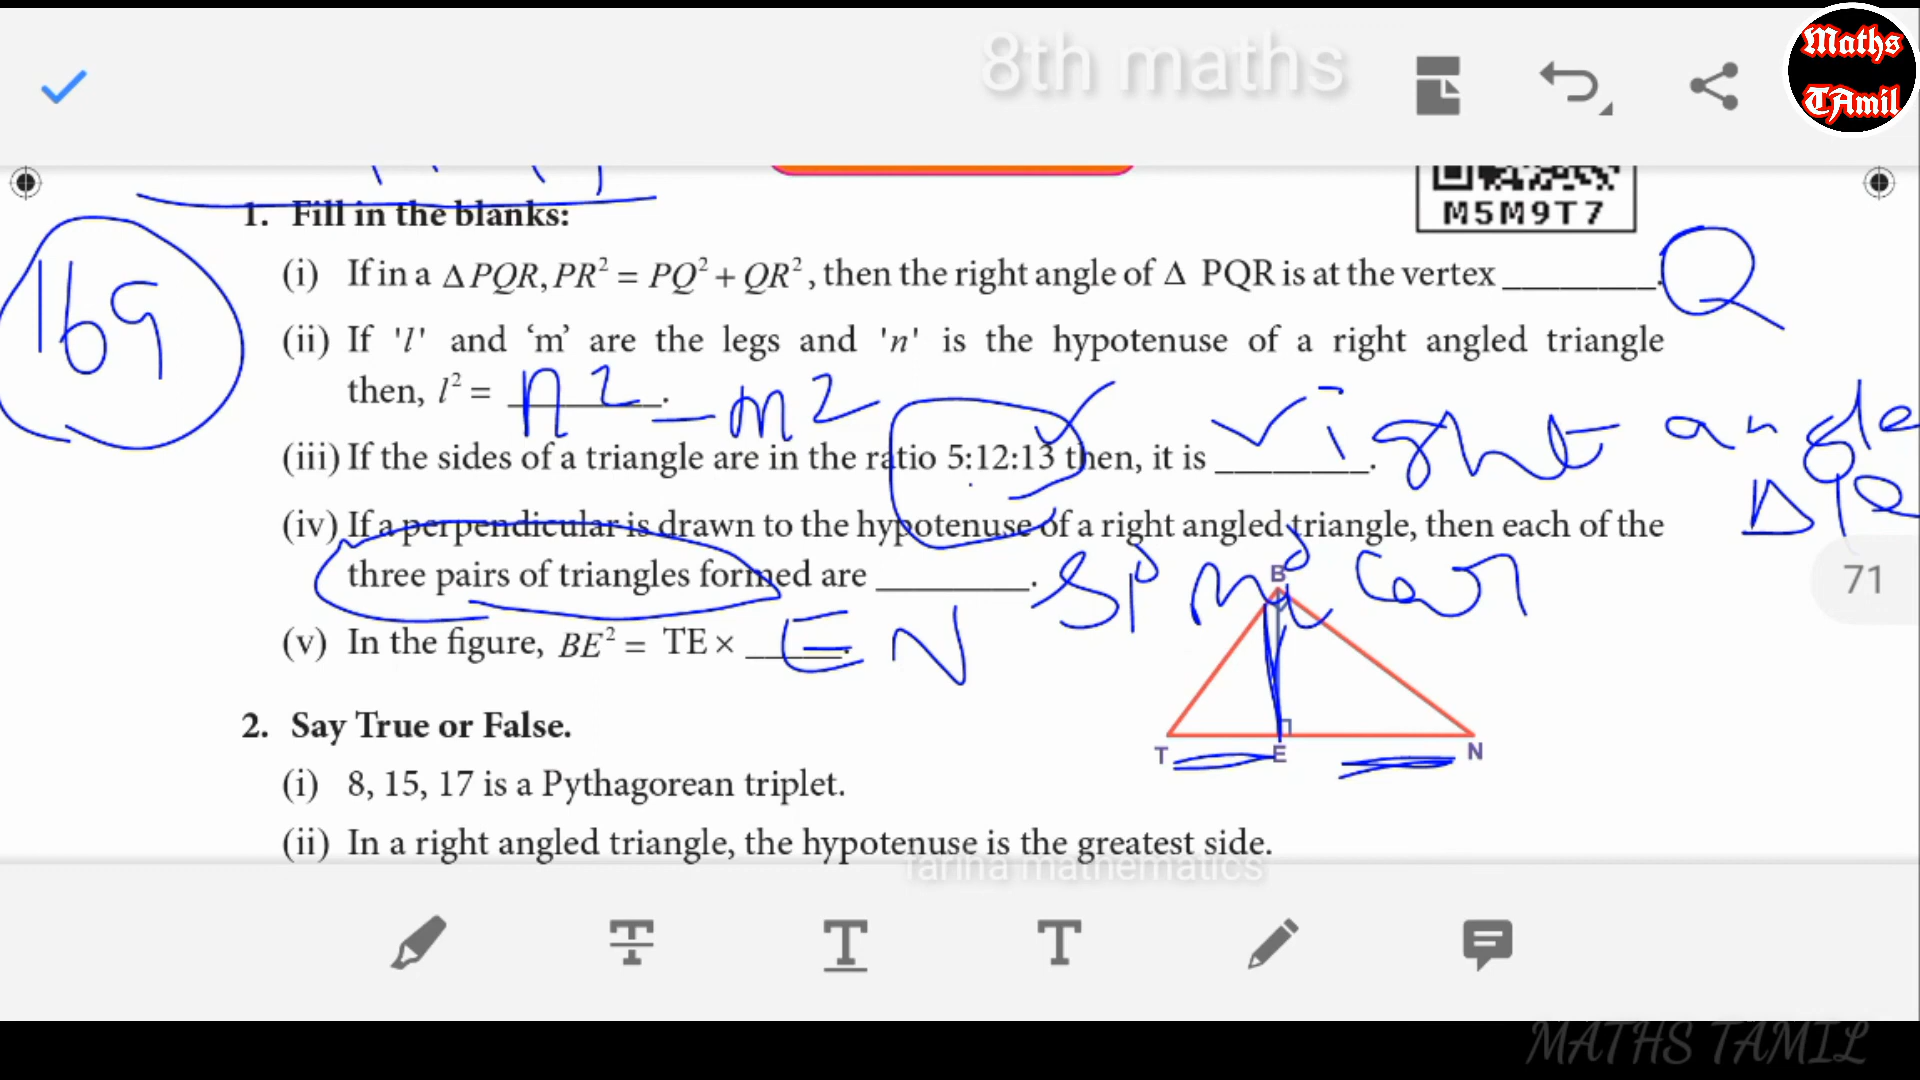 8th maths
Maths
TAmil
M5M9T7
1. Fill in the blanks:
169
(i) If in a Δ PQR, PR² = PQ² + QR², then the right angle of Δ PQR is at the vertex ________. Q
(ii) If 'l' and ‘m’ are the legs and 'n' is the hypotenuse of a right angled triangle
then, l² = ________. n2 - m2
(iii) If the sides of a triangle are in the ratio 5:12:13 then, it is ________. right angle
Δle
(iv) If a perpendicular is drawn to the hypotenuse of a right angled triangle, then each of the
three pairs of triangles formed are ________.
71
(v) In the figure, BE² = TE × _____. EN
B
T E N
2. Say True or False.
(i) 8, 15, 17 is a Pythagorean triplet.
(ii) In a right angled triangle, the hypotenuse is the greatest side.
farina mathematics
T T T
MATHS TAMIL